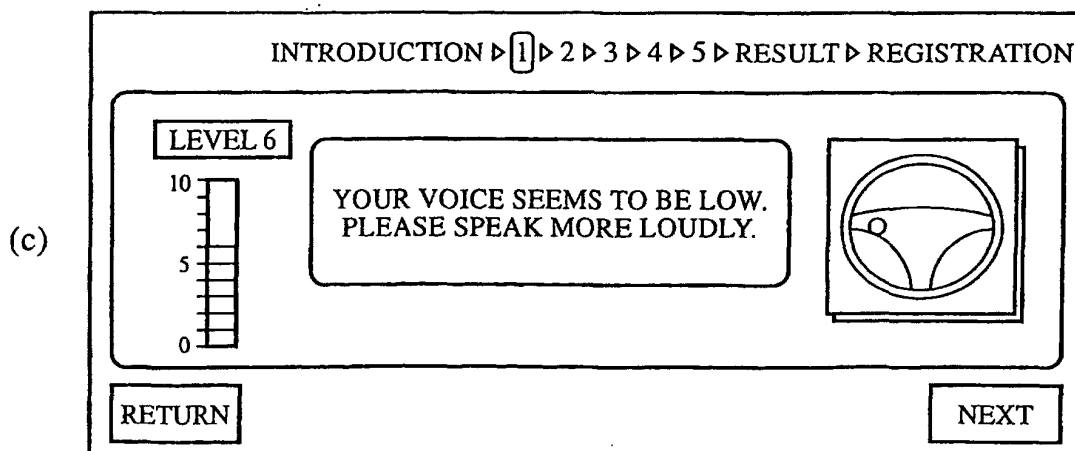 INTRODUCTION ▷ 1 ▷ 2 ▷ 3 ▷ 4 ▷ 5 ▷ RESULT ▷ REGISTRATION
LEVEL 6
10
5
0
YOUR VOICE SEEMS TO BE LOW.
PLEASE SPEAK MORE LOUDLY.
(c)
RETURN
NEXT